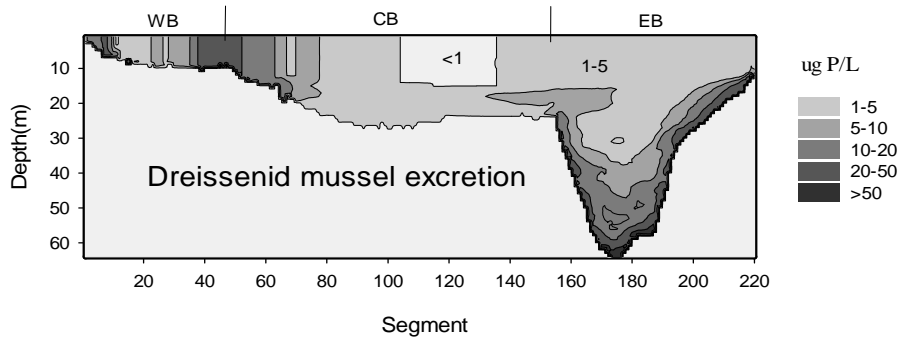 WB CB EB
<1
1-5
ug P/L
1-5
5-10
10-20
20-50
>50
Depth(m)
10
20
30
40
50
60
Dreissenid mussel excretion
20 40 60 80 100 120 140 160 180 200 220
Segment